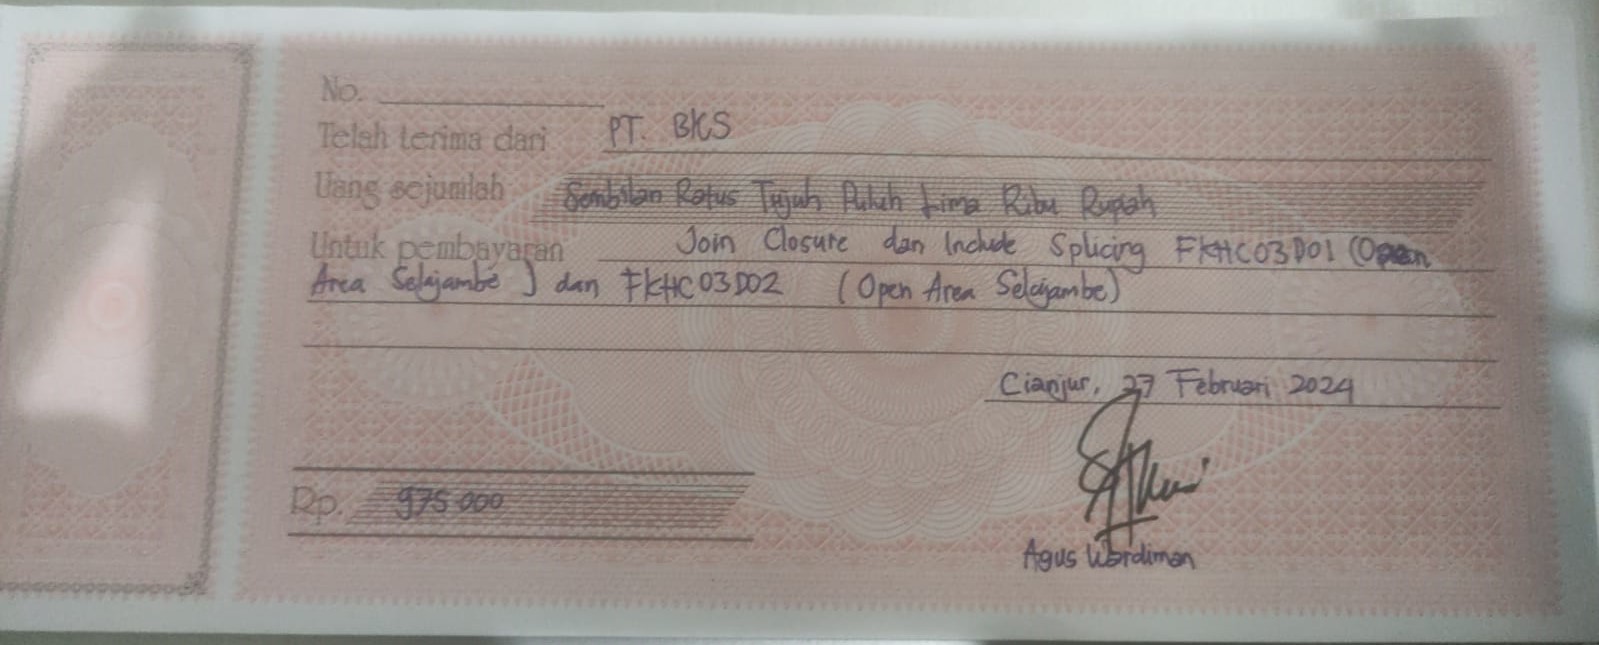 No.
Telah terima dari PT. BKS
Uang sejumlah Sembilan Ratus Tujuh Puluh Lima Ribu Rupiah
Untuk pembayaran Join Closure dan Include Splicing FKHC03D01 (Open
Area Selajambe) dan FKHC03D02 (Open Area Selajambe)
Cianjur, 27 Februari 2024
Rp. 975 000
Agus Wardiman